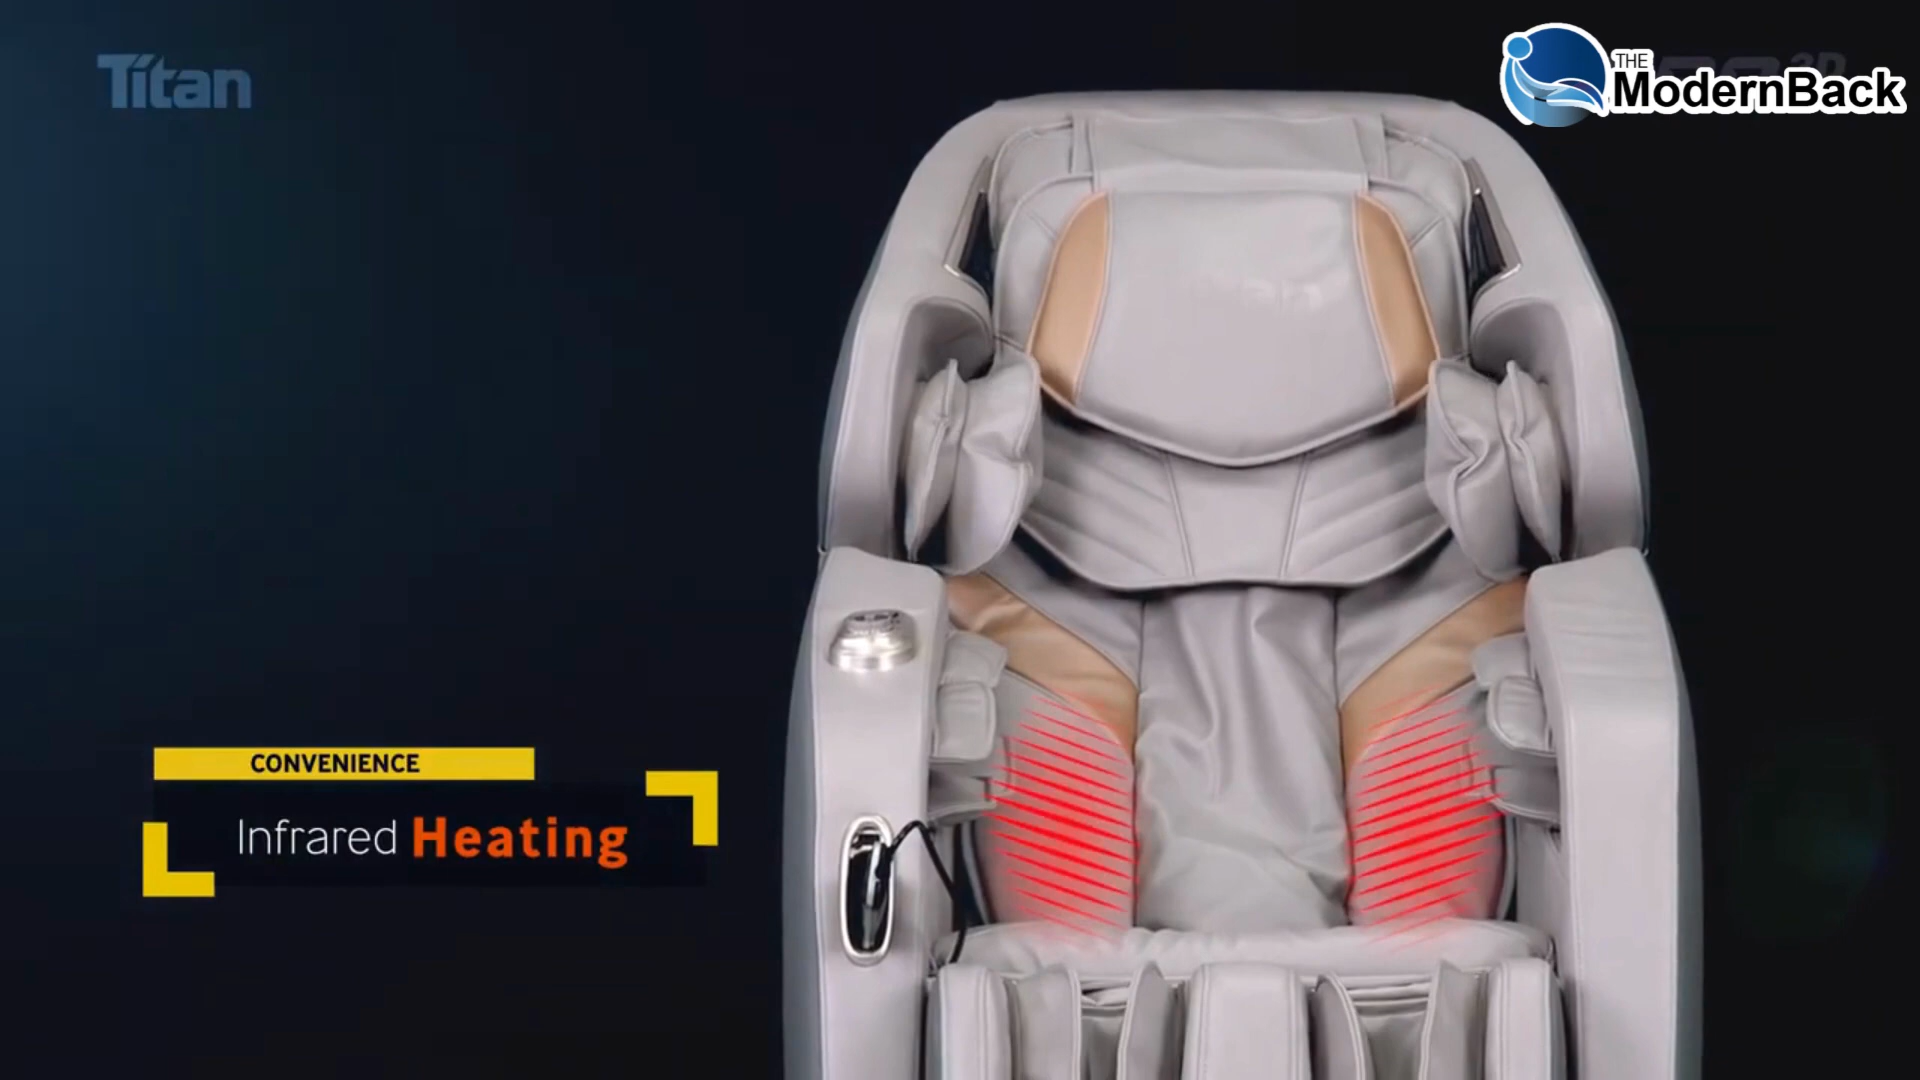 Titan
THE
ModernBack
CONVENIENCE
Infrared Heating